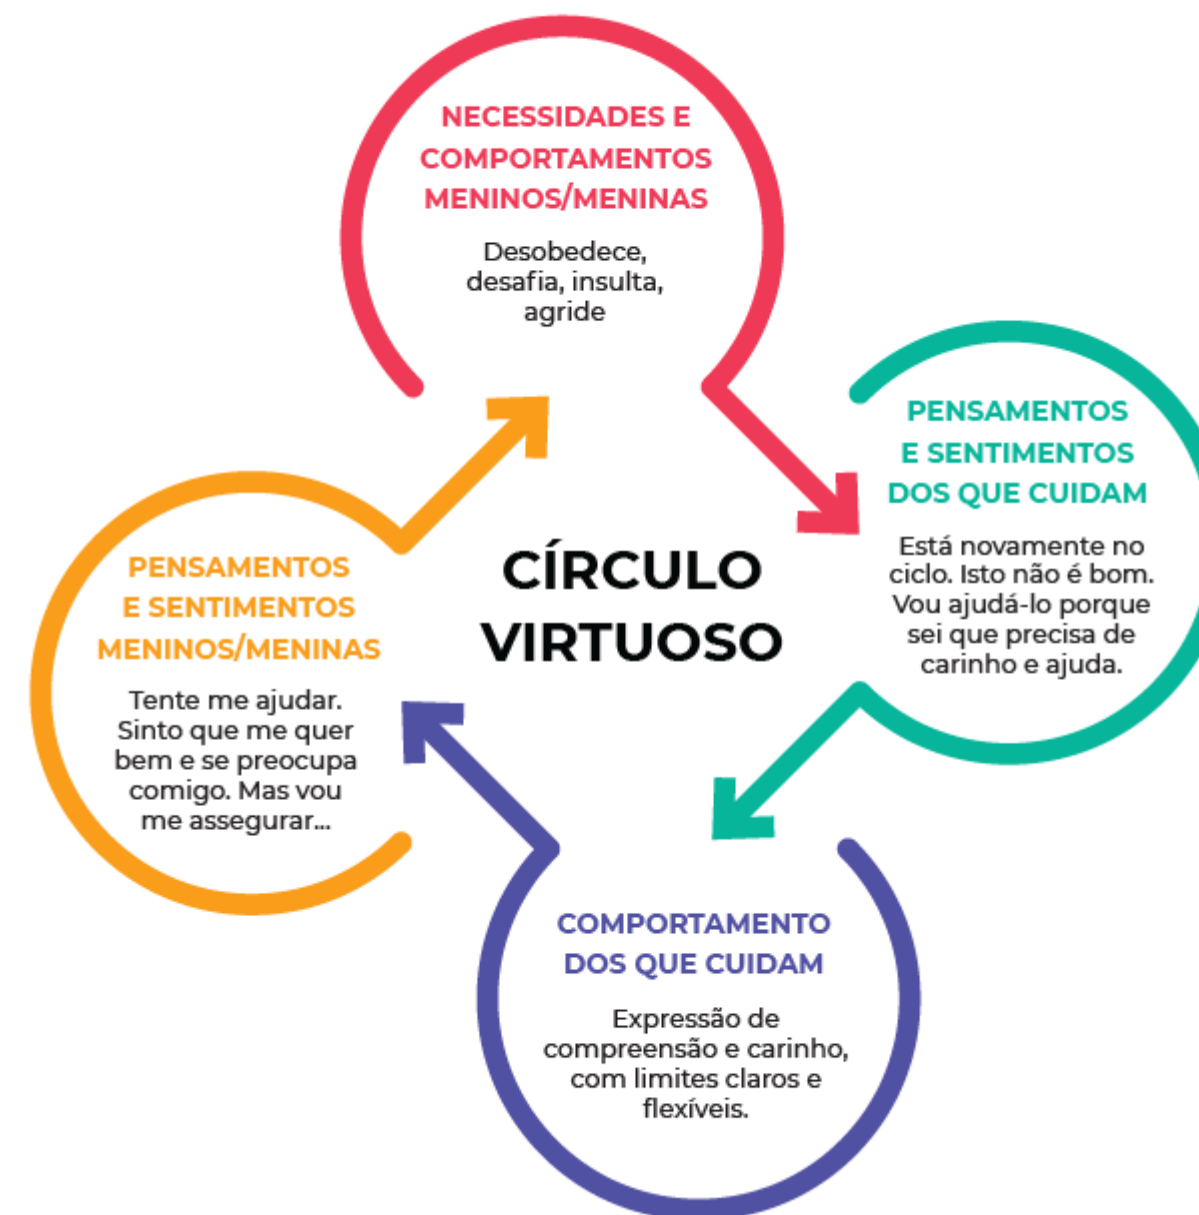 NECESSIDADES E
COMPORTAMENTOS
MENINOS/MENINAS
Desobedece,
desafia, insulta,
agride
PENSAMENTOS
E SENTIMENTOS
DOS QUE CUIDAM
Está novamente no
ciclo. Isto não é bom.
Vou ajudá-lo porque
sei que precisa de
carinho e ajuda.
CÍRCULO
VIRTUOSO
PENSAMENTOS
E SENTIMENTOS
MENINOS/MENINAS
Tente me ajudar.
Sinto que me quer
bem e se preocupa
comigo. Mas vou
me assegurar...
COMPORTAMENTO
DOS QUE CUIDAM
Expressão de
compreensão e carinho,
com limites claros e
flexíveis.